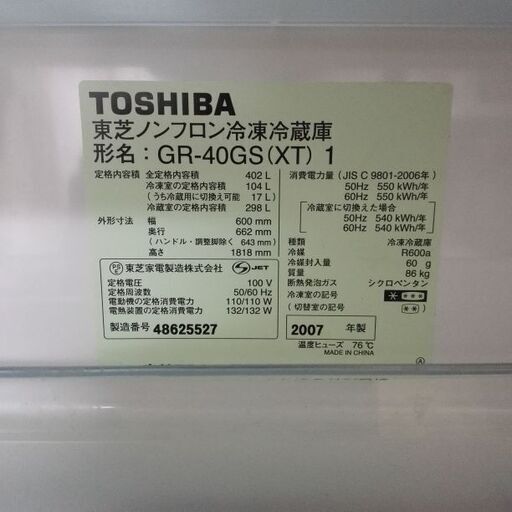 TOSHIBA
東芝ノンフロン冷凍冷蔵庫
形名：GR-40GS(XT) 1
定格内容積 全定格内容積 402 L
冷凍室の定格内容積 104 L
(うち冷蔵用に切換え可能 17 L)
冷蔵室の定格内容積 298 L
外形寸法 幅 600 mm
奥行 662 mm
(ハンドル・調整脚除く 643 mm)
高さ 1818 mm
PS E 東芝家電製造株式会社 S-JET
定格電圧 100 V
定格周波数 50/60 Hz
電動機の定格消費電力 110/110 W
電熱装置の定格消費電力 132/132 W
製造番号 48625527
消費電力量 (JIS C 9801-2006年)
50Hz 550 kWh/年
60Hz 550 kWh/年
冷蔵室に切替えた場合
50Hz 540 kWh/年
60Hz 540 kWh/年
種類 冷凍冷蔵庫
冷媒 R600a
冷媒封入量 60 g
質量 86 kg
断熱発泡ガス シクロペンタン
冷凍室の記号 * ***
(切替室の記号) (**)
2007 年製
温度ヒューズ 76 ℃
MADE IN CHINA
A